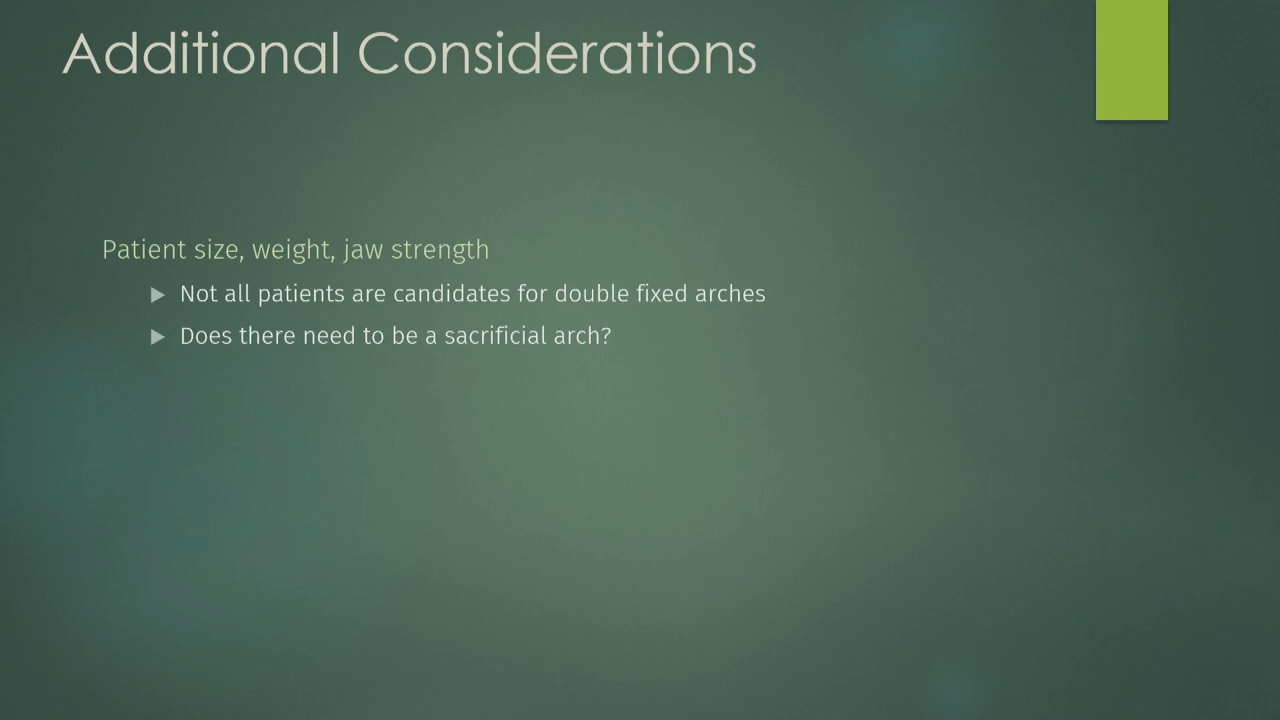 Additional Considerations
Patient size, weight, jaw strength
Not all patients are candidates for double fixed arches
Does there need to be a sacrificial arch?